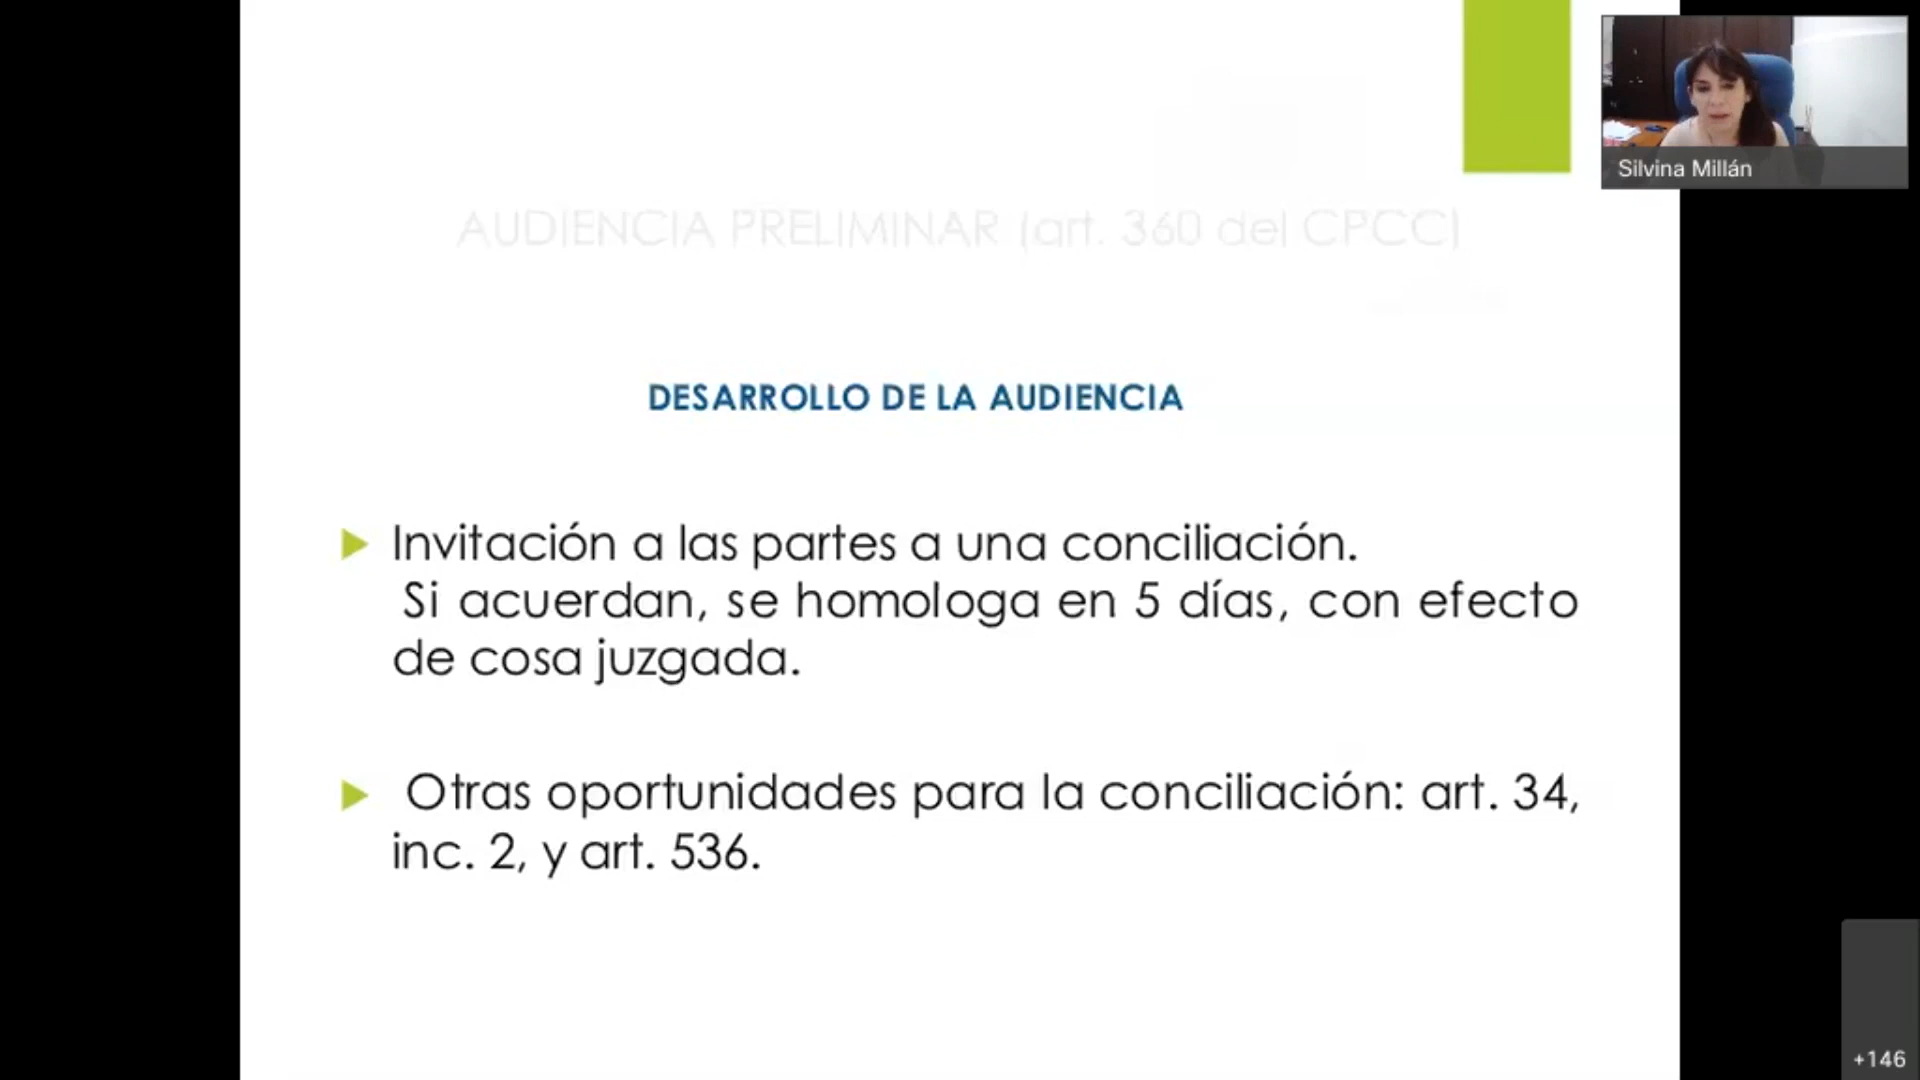 AUDIENCIA PRELIMINAR (art. 360 del CPCC)
Silvina Millán
DESARROLLO DE LA AUDIENCIA
Invitación a las partes a una conciliación.
Si acuerdan, se homologa en 5 días, con efecto
de cosa juzgada.
Otras oportunidades para la conciliación: art. 34,
inc. 2, y art. 536.
+146